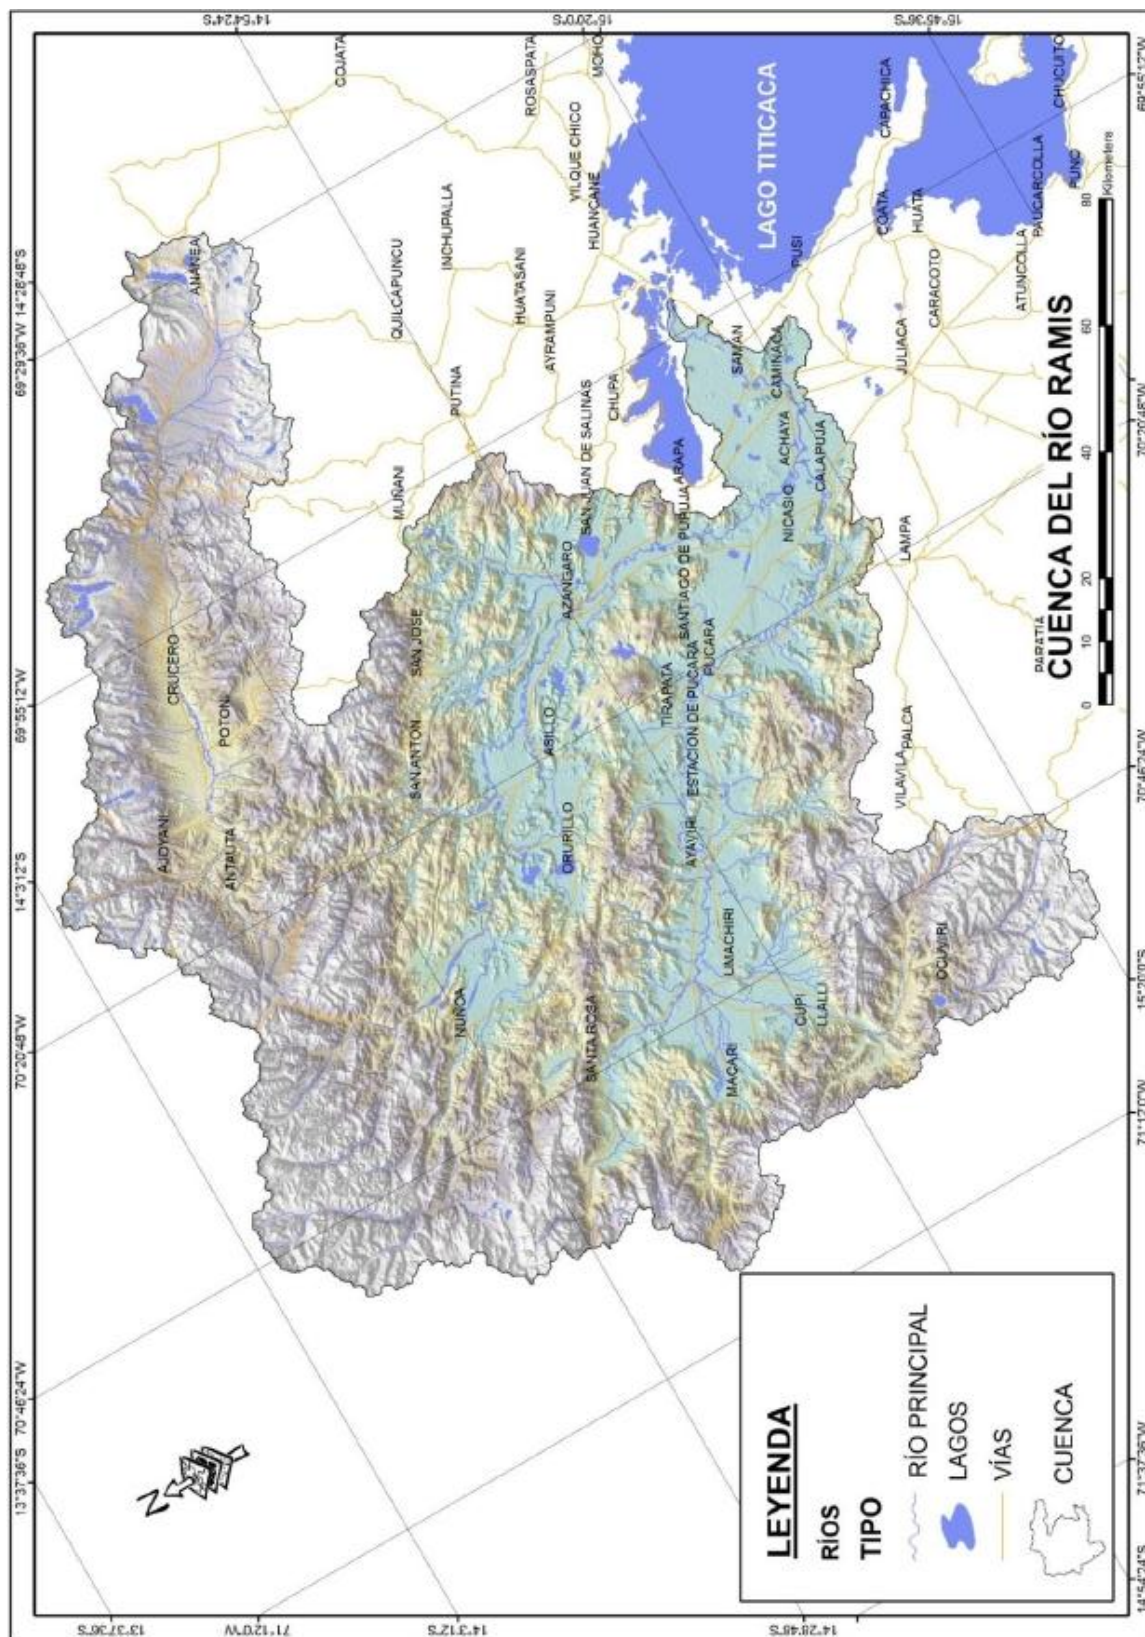 14°54'24"S
15°20'0"S
15°45'36"S
69°29'36"W
14°28'48"S
69°55'12"W
14°3'12"S
70°20'48"W
70°46'24"W
13°37'36"S
13°37'36"S
71°12'0"W
14°3'12"S
14°28'48"S
14°54'24"S
71°37'36"W
71°12'0"W
15°20'0"S
70°46'24"W
70°20'48"W
69°55'12"W
N
COJATA
ROSASPATA
MOHO
VILQUE CHICO
HUANCANE
INCHUPALLA
QUILCAPUNCU
HUATASANI
AYRAMPUNI
PUTINA
MUÑANI
CHUPA
SAN JUAN DE SALINAS
ANANEA
CRUCERO
POTONI
AJOYANI
ANTAUTA
SAN JOSE
SAN ANTON
AZANGARO
ASILLO
ORURILLO
NUÑOA
SANTA ROSA
ARAPA
SANTIAGO DE PUPUJA
TIRAPATA
PUCARA
ESTACION DE PUCARA
AYAVIRI
UMACHIRI
MACARI
CUPI
LLALLI
OCUVIRI
SAMAN
CAMINACA
ACHAYA
NICASIO
CALAPUJA
LAGO TITICACA
PUSI
CAPACHICA
COATA
HUATA
CARACOTO
JULIACA
LAMPA
PALCA
VILAVILA
PARATIA
ATUNCOLLA
PAUCARCOLLA
PUNO
CHUCUITO
CUENCA DEL RÍO RAMIS
0 10 20 40 60 80
Kilometers
LEYENDA
RÍOS
TIPO
RÍO PRINCIPAL
LAGOS
VÍAS
CUENCA